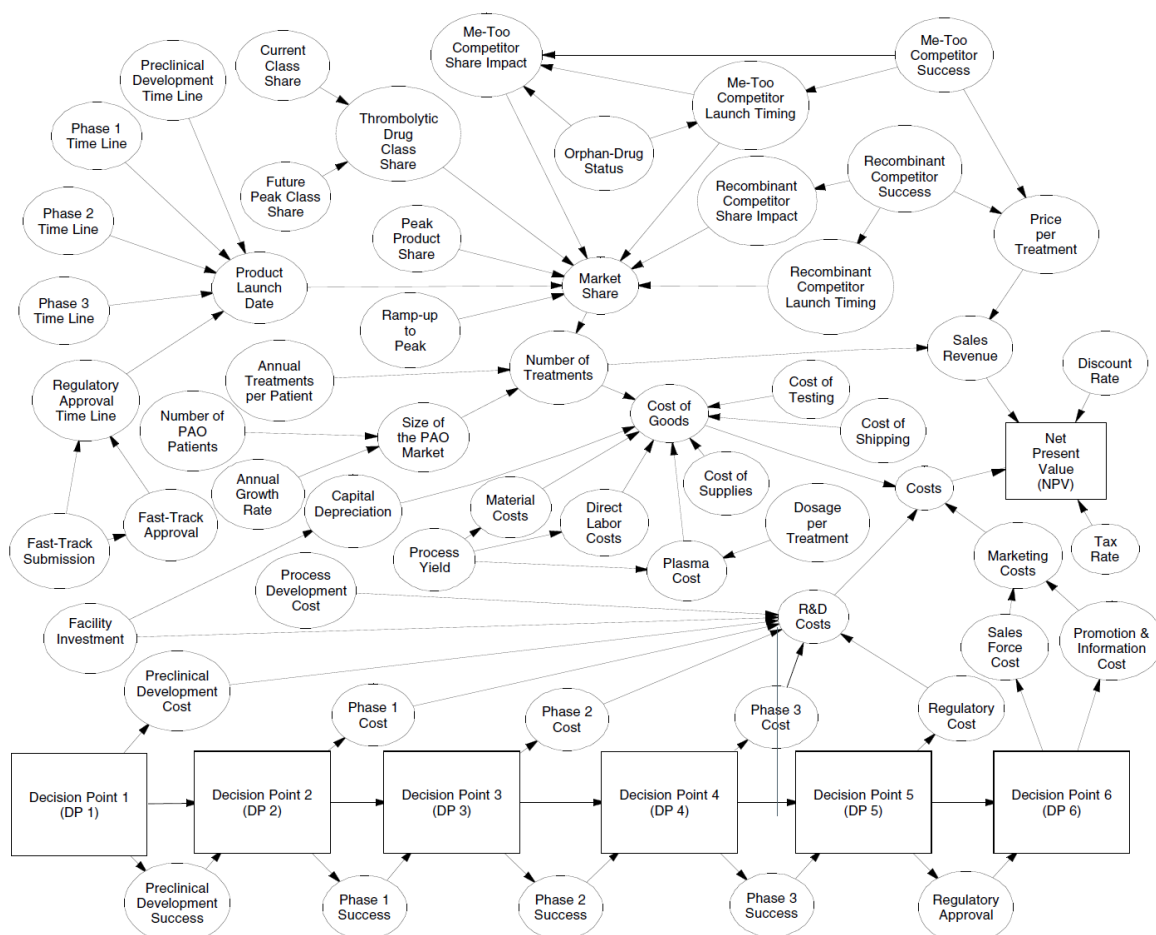 Current
Class
Share
Me-Too
Competitor
Share Impact
Me-Too
Competitor
Success
Preclinical
Development
Time Line
Me-Too
Competitor
Launch Timing
Phase 1
Time Line
Thrombolytic
Drug
Class
Share
Orphan-Drug
Status
Recombinant
Competitor
Success
Future
Peak Class
Share
Recombinant
Competitor
Share Impact
Phase 2
Time Line
Peak
Product
Share
Price
per
Treatment
Product
Launch
Date
Market
Share
Recombinant
Competitor
Launch Timing
Phase 3
Time Line
Ramp-up
to
Peak
Sales
Revenue
Annual
Treatments
per Patient
Number of
Treatments
Discount
Rate
Regulatory
Approval
Time Line
Cost of
Testing
Number of
PAO
Patients
Size of
the PAO
Market
Cost of
Goods
Cost of
Shipping
Net
Present
Value
(NPV)
Annual
Growth
Rate
Capital
Depreciation
Material
Costs
Cost of
Supplies
Costs
Fast-Track
Submission
Fast-Track
Approval
Direct
Labor
Costs
Dosage
per
Treatment
Process
Yield
Plasma
Cost
Marketing
Costs
Tax
Rate
Process
Development
Cost
Facility
Investment
R&D
Costs
Sales
Force
Cost
Promotion &
Information
Cost
Preclinical
Development
Cost
Phase 1
Cost
Phase 2
Cost
Phase 3
Cost
Regulatory
Cost
Decision Point 1
(DP 1)
Decision Point 2
(DP 2)
Decision Point 3
(DP 3)
Decision Point 4
(DP 4)
Decision Point 5
(DP 5)
Decision Point 6
(DP 6)
Preclinical
Development
Success
Phase 1
Success
Phase 2
Success
Phase 3
Success
Regulatory
Approval